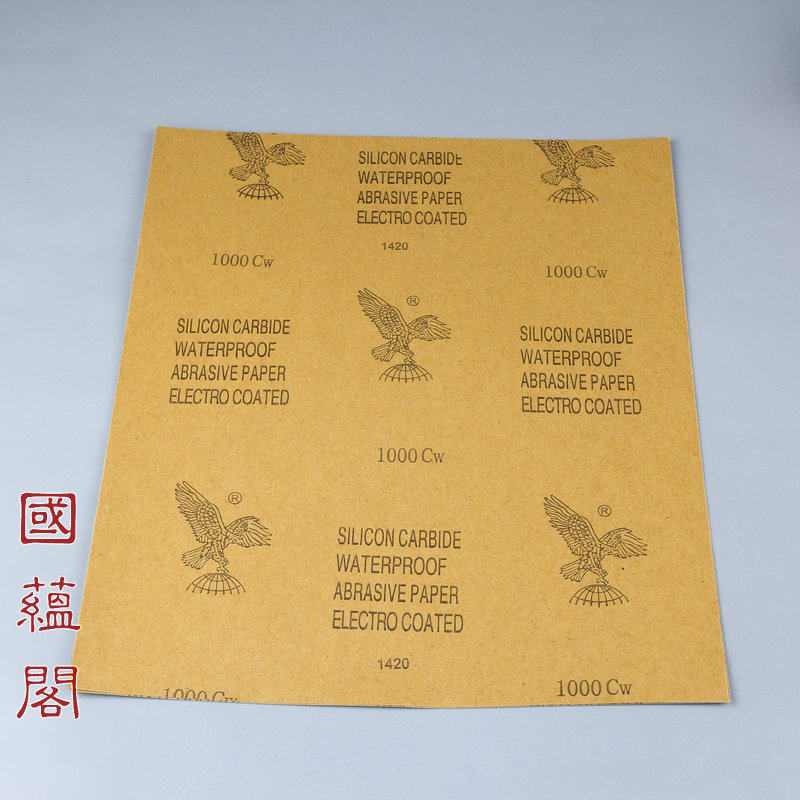 SILICON CARBIDE
WATERPROOF
ABRASIVE PAPER
ELECTRO COATED
1420
1000 Cw
1000 Cw
®
SILICON CARBIDE
WATERPROOF
ABRASIVE PAPER
ELECTRO COATED
SILICON CARBIDE
WATERPROOF
ABRASIVE PAPER
ELECTRO COATED
1000 Cw
®
®
SILICON CARBIDE
WATERPROOF
ABRASIVE PAPER
ELECTRO COATED
1420
1000 Cw
1000 Cw
國
蘊
閣